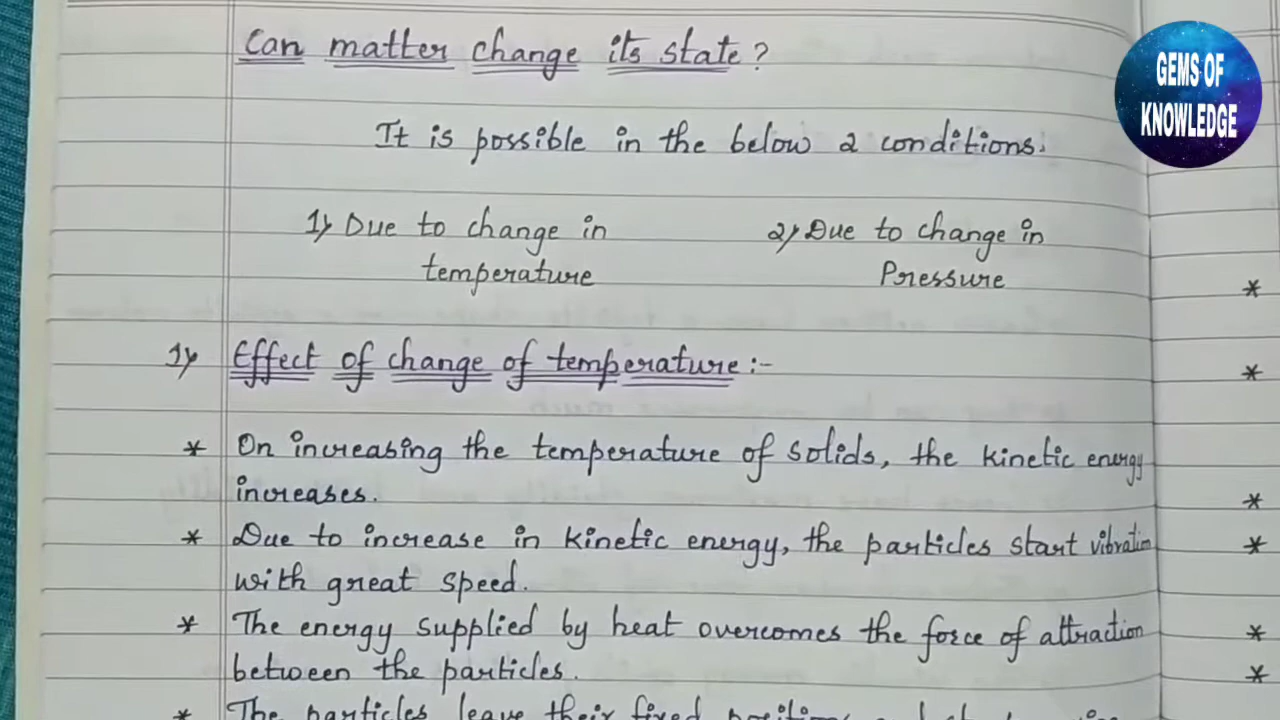 Can matter change its state?
It is possible in the below 2 conditions.
1) Due to change in
temperature
2) Due to change in
Pressure
1) Effect of change of temperature :-
* On increasing the temperature of solids, the kinetic energy
increases.
* Due to increase in kinetic energy, the particles start vibration
with great speed.
* The energy supplied by heat overcomes the force of attraction
between the particles.
* The particles leave their fixed positions
GEMS OF
KNOWLEDGE
*
*
*
*
*
*